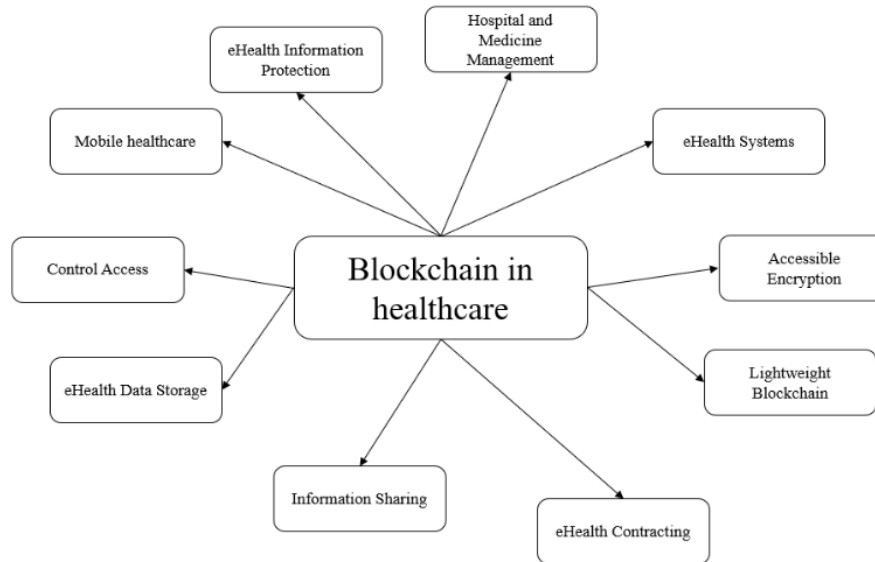 Hospital and
Medicine
Management
eHealth Information
Protection
Mobile healthcare
eHealth Systems
Control Access
Blockchain in
healthcare
Accessible
Encryption
eHealth Data Storage
Lightweight
Blockchain
Information Sharing
eHealth Contracting